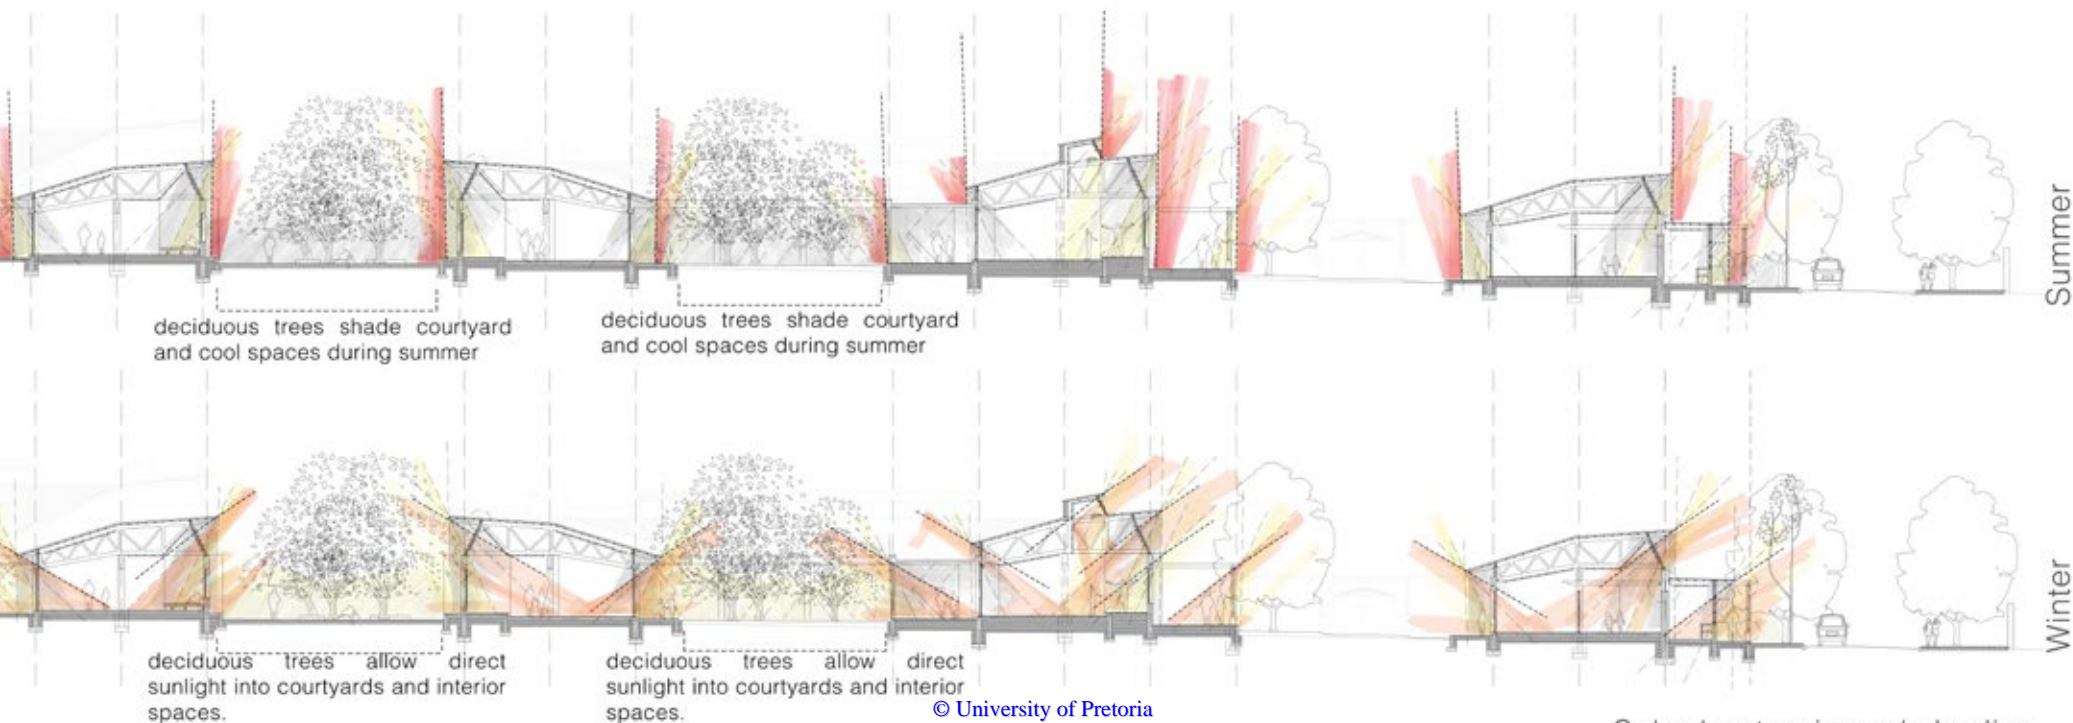 Summer
deciduous trees shade courtyard
and cool spaces during summer
deciduous trees shade courtyard
and cool spaces during summer
Winter
deciduous trees allow direct
sunlight into courtyards and interior
spaces.
deciduous trees allow direct
sunlight into courtyards and interior
spaces.
© University of Pretoria